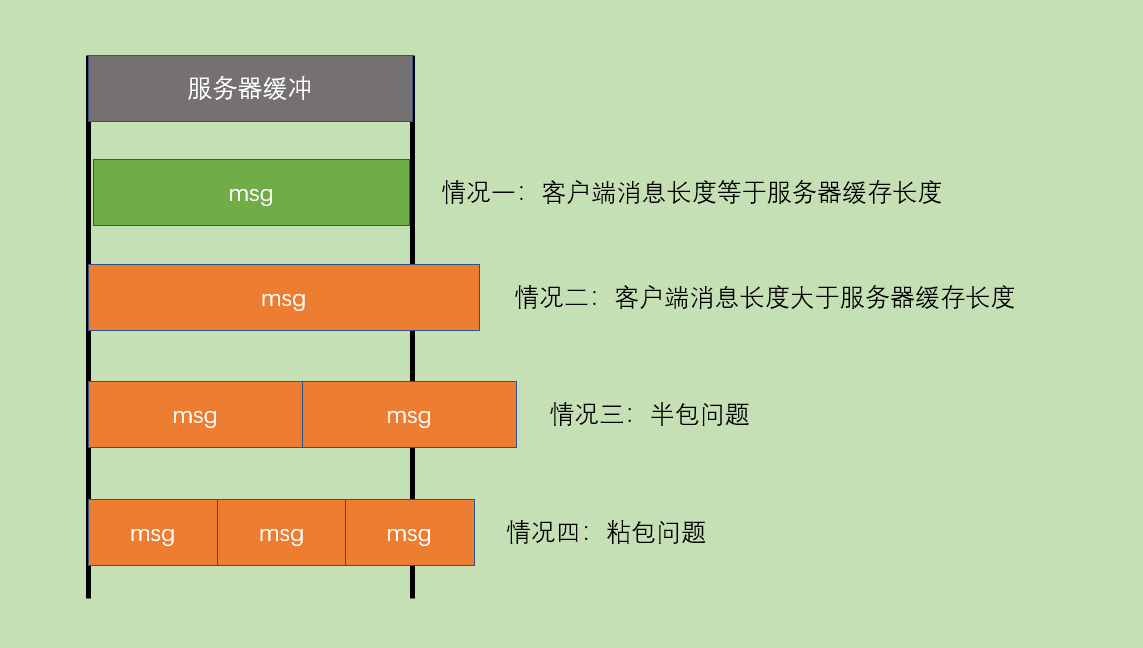 服务器缓冲
msg
情况一：客户端消息长度等于服务器缓存长度
msg
情况二：客户端消息长度大于服务器缓存长度
msg msg
情况三：半包问题
msg msg msg
情况四：粘包问题